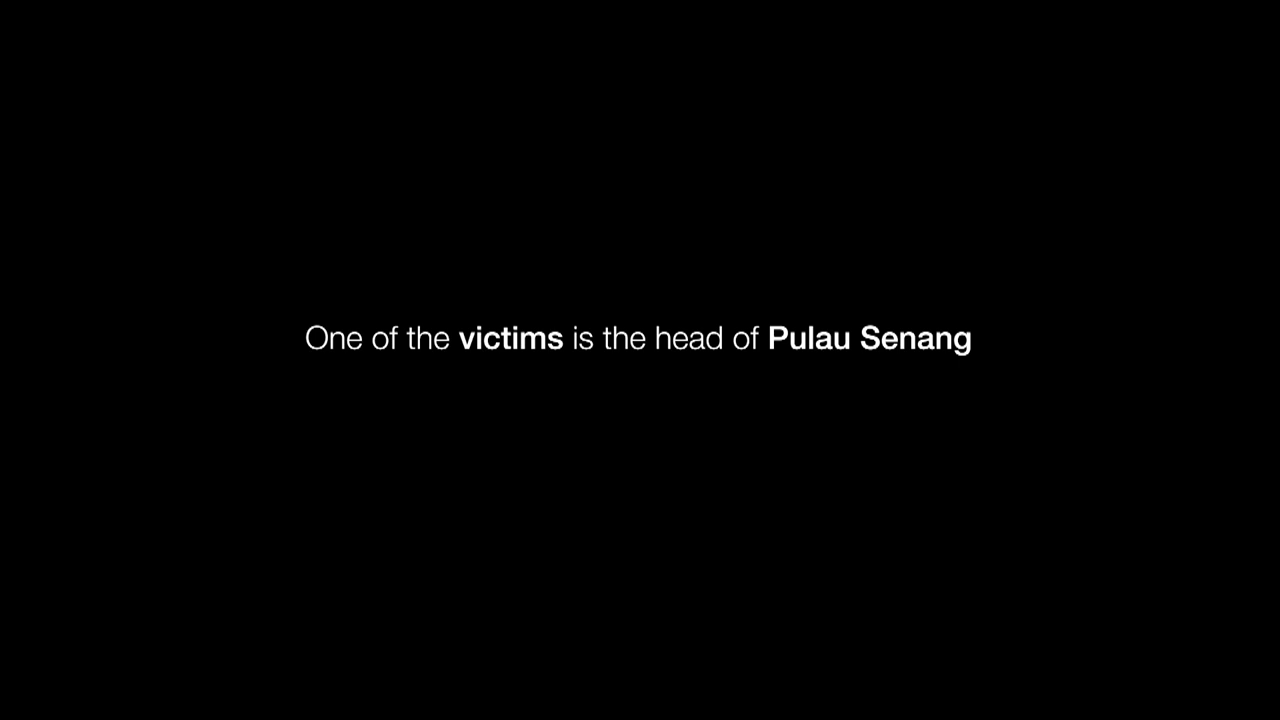 One of the victims is the head of Pulau Senang